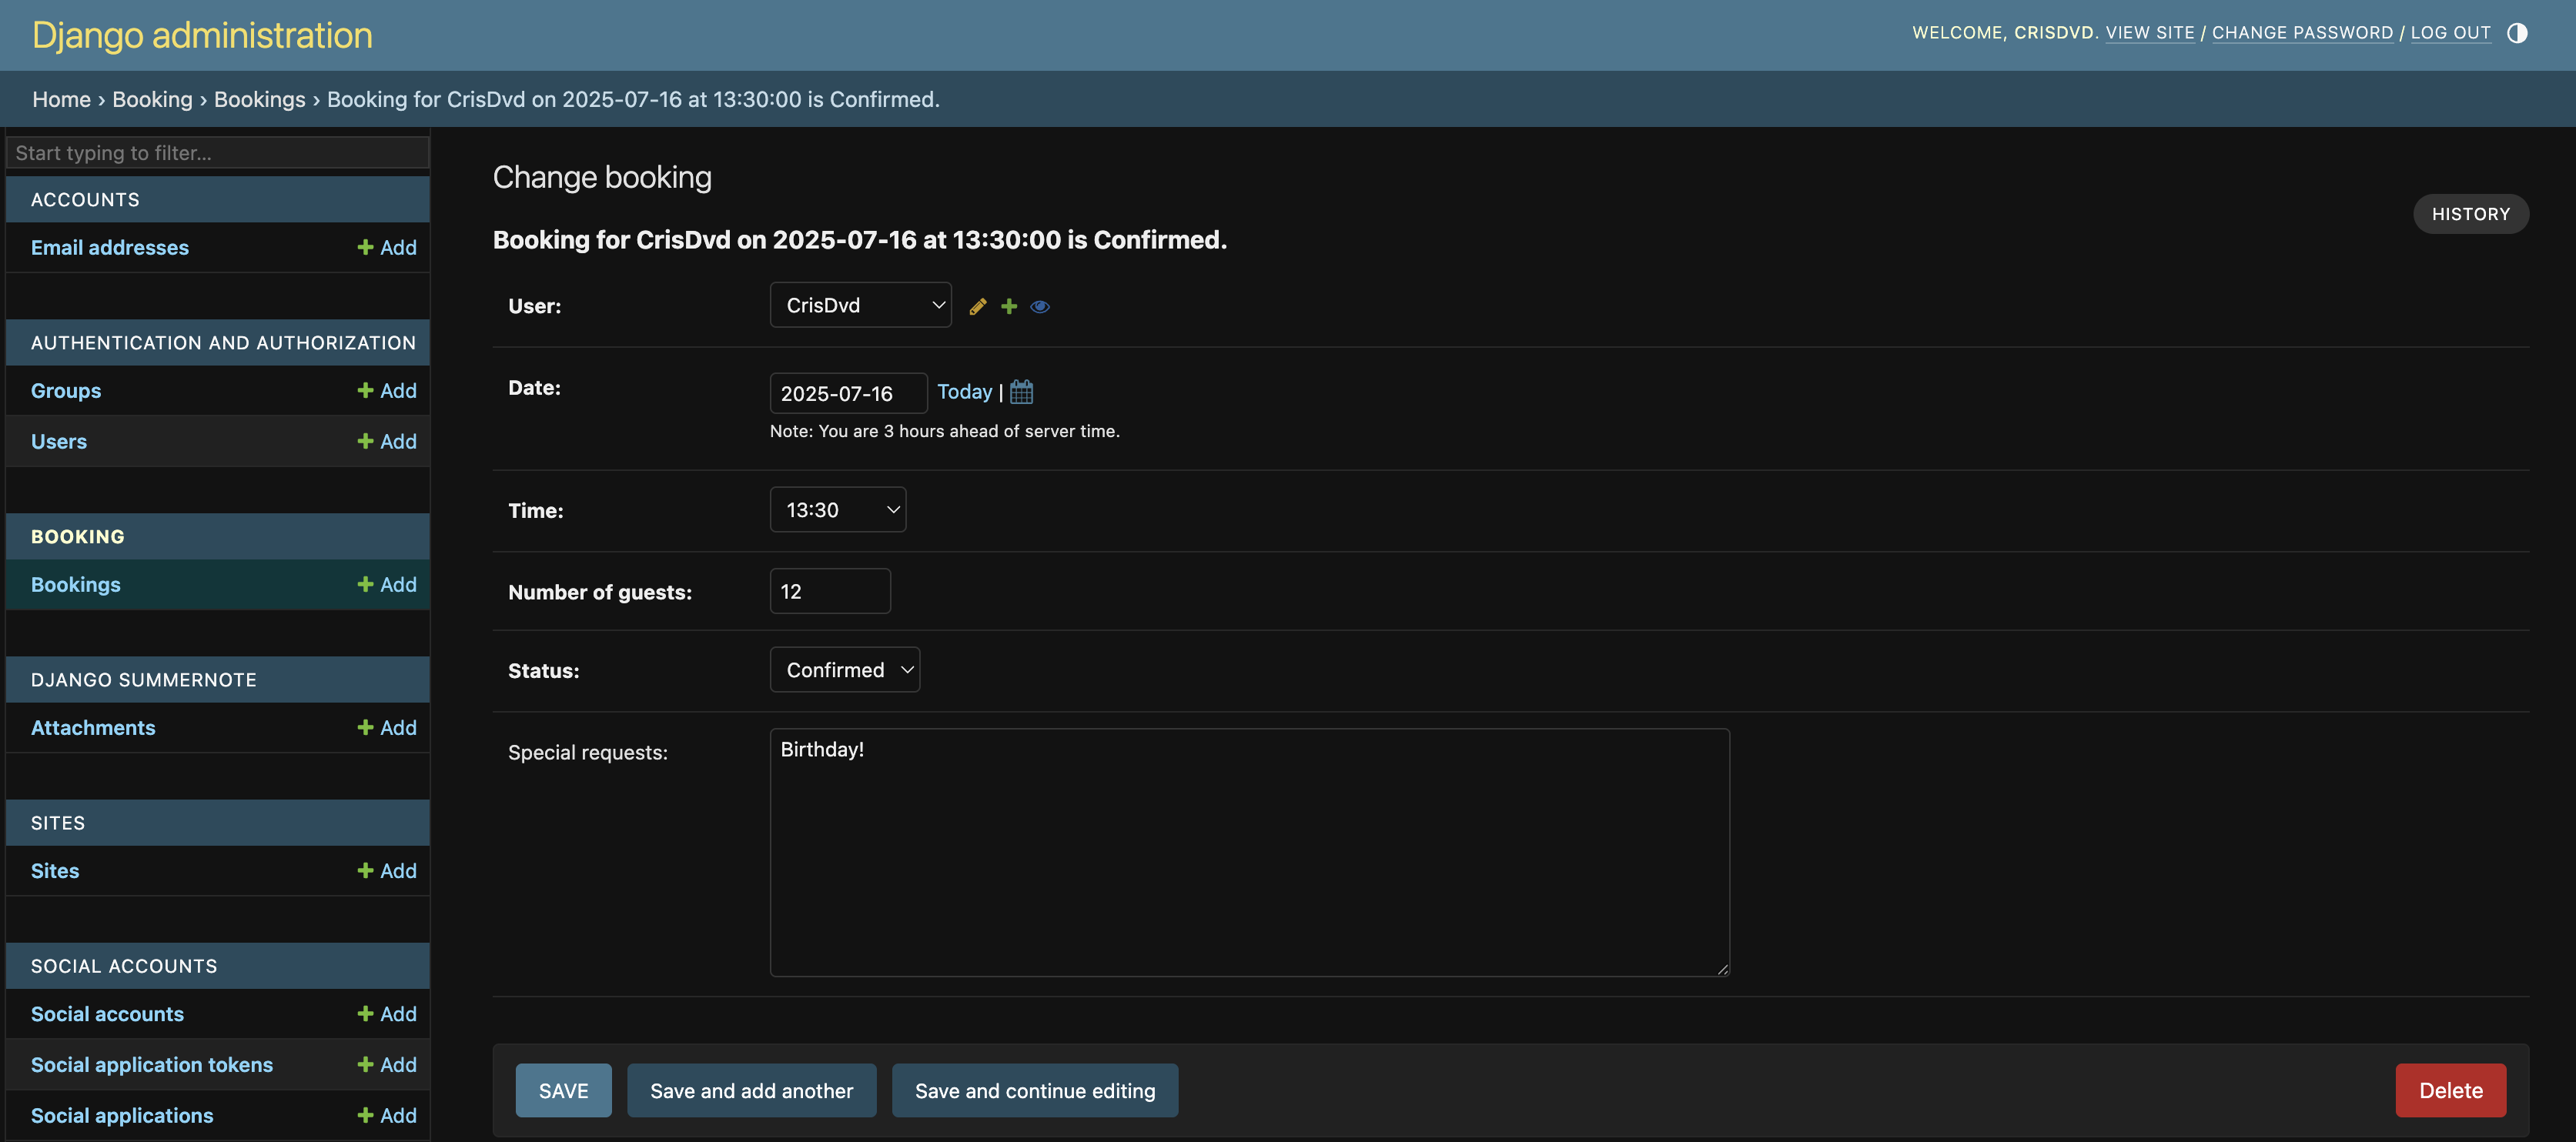 Django administration
WELCOME, CRISDVD. VIEW SITE / CHANGE PASSWORD / LOG OUT
Home › Booking › Bookings › Booking for CrisDvd on 2025-07-16 at 13:30:00 is Confirmed.
Start typing to filter...
ACCOUNTS
Email addresses
Add
AUTHENTICATION AND AUTHORIZATION
Groups
Add
Users
Add
BOOKING
Bookings
Add
DJANGO SUMMERNOTE
Attachments
Add
SITES
Sites
Add
SOCIAL ACCOUNTS
Social accounts
Add
Social application tokens
Add
Social applications
Add
Change booking
HISTORY
Booking for CrisDvd on 2025-07-16 at 13:30:00 is Confirmed.
User:
CrisDvd
Date:
2025-07-16
Today |
Note: You are 3 hours ahead of server time.
Time:
13:30
Number of guests:
12
Status:
Confirmed
Special requests:
Birthday!
SAVE
Save and add another
Save and continue editing
Delete